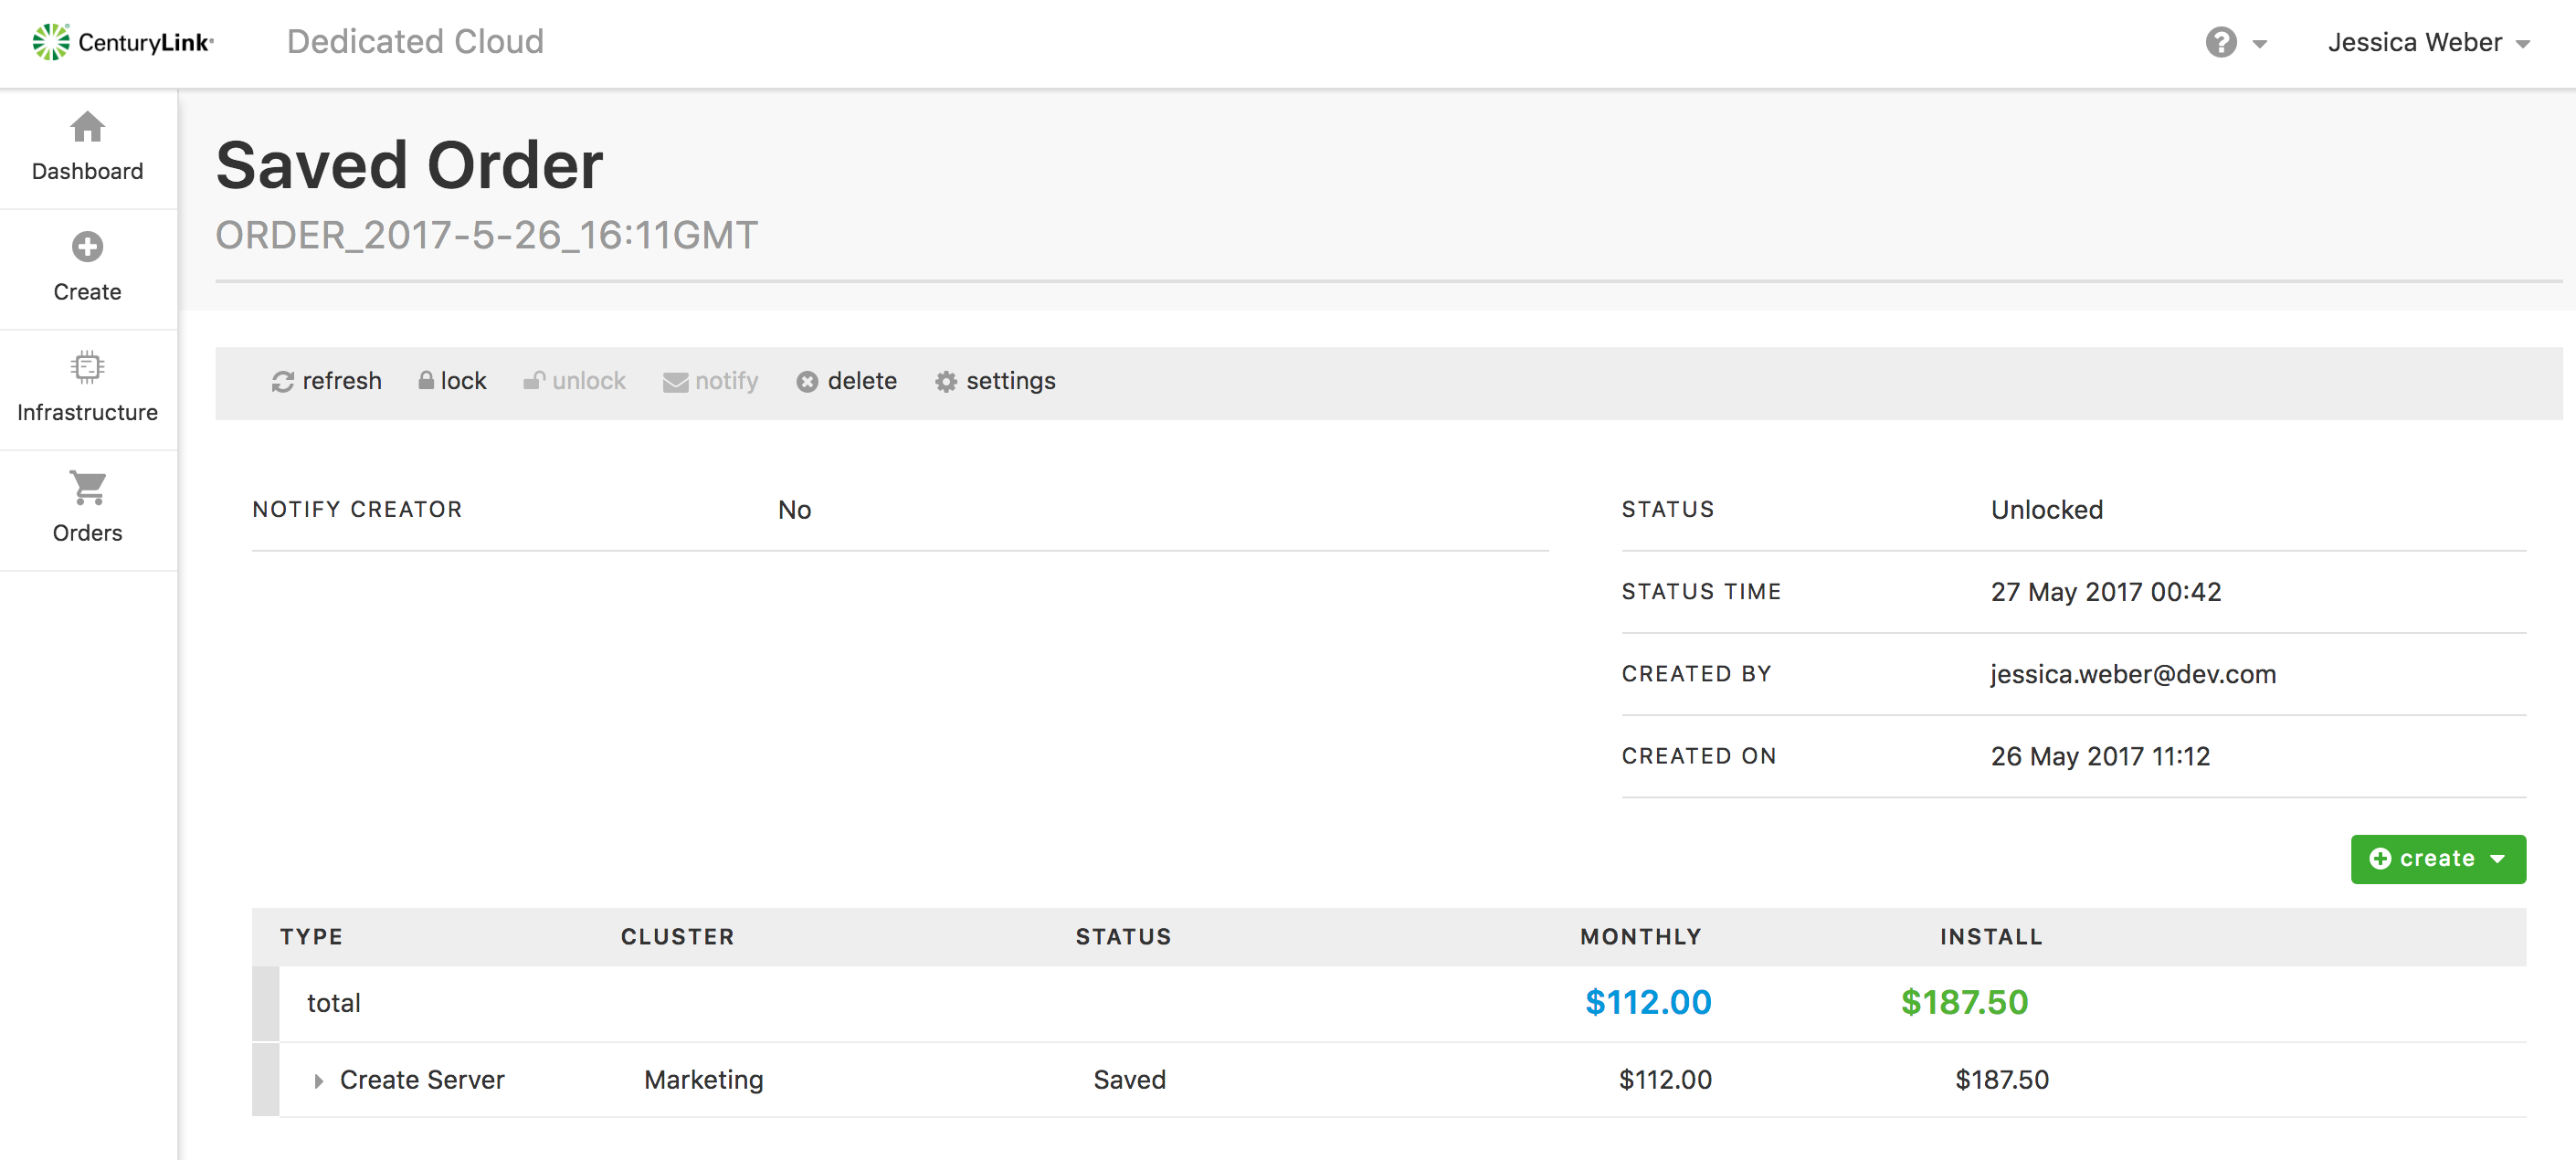 CenturyLink® Dedicated Cloud ? Jessica Weber
Dashboard
Create
Infrastructure
Orders
Saved Order
ORDER_2017-5-26_16:11GMT
refresh lock unlock notify delete settings
NOTIFY CREATOR No
STATUS Unlocked
STATUS TIME 27 May 2017 00:42
CREATED BY jessica.weber@dev.com
CREATED ON 26 May 2017 11:12
create
TYPE CLUSTER STATUS MONTHLY INSTALL
total $112.00 $187.50
Create Server Marketing Saved $112.00 $187.50